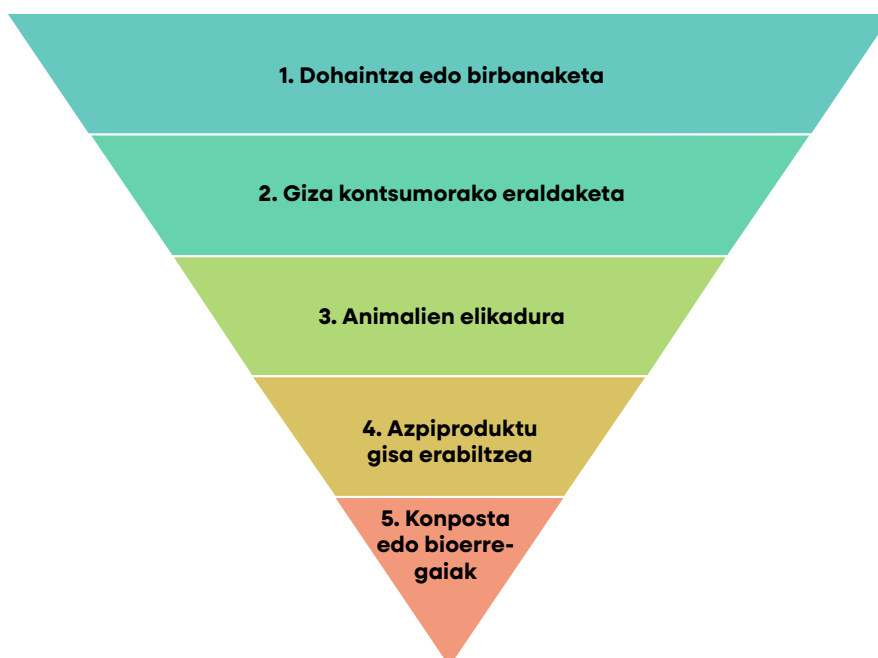 1. Dohaintza edo birbanaketa
2. Giza kontsumorako eraldaketa
3. Animalien elikadura
4. Azpiproduktu
gisa erabiltzea
5. Konposta
edo bioerre-
gaiak